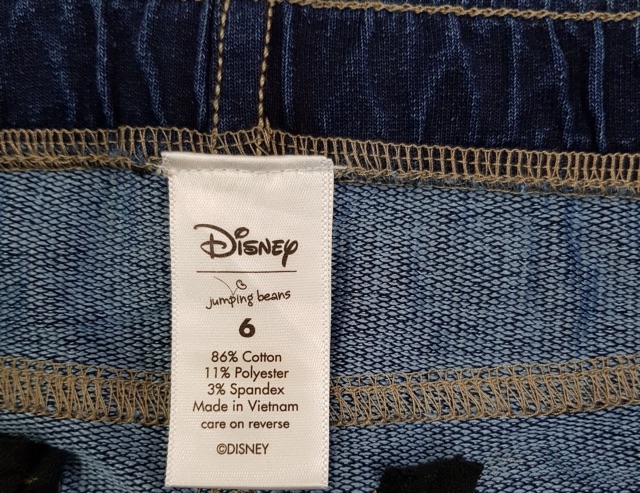 Disney
jumping beans
6
86% Cotton
11% Polyester
3% Spandex
Made in Vietnam
care on reverse
©DISNEY